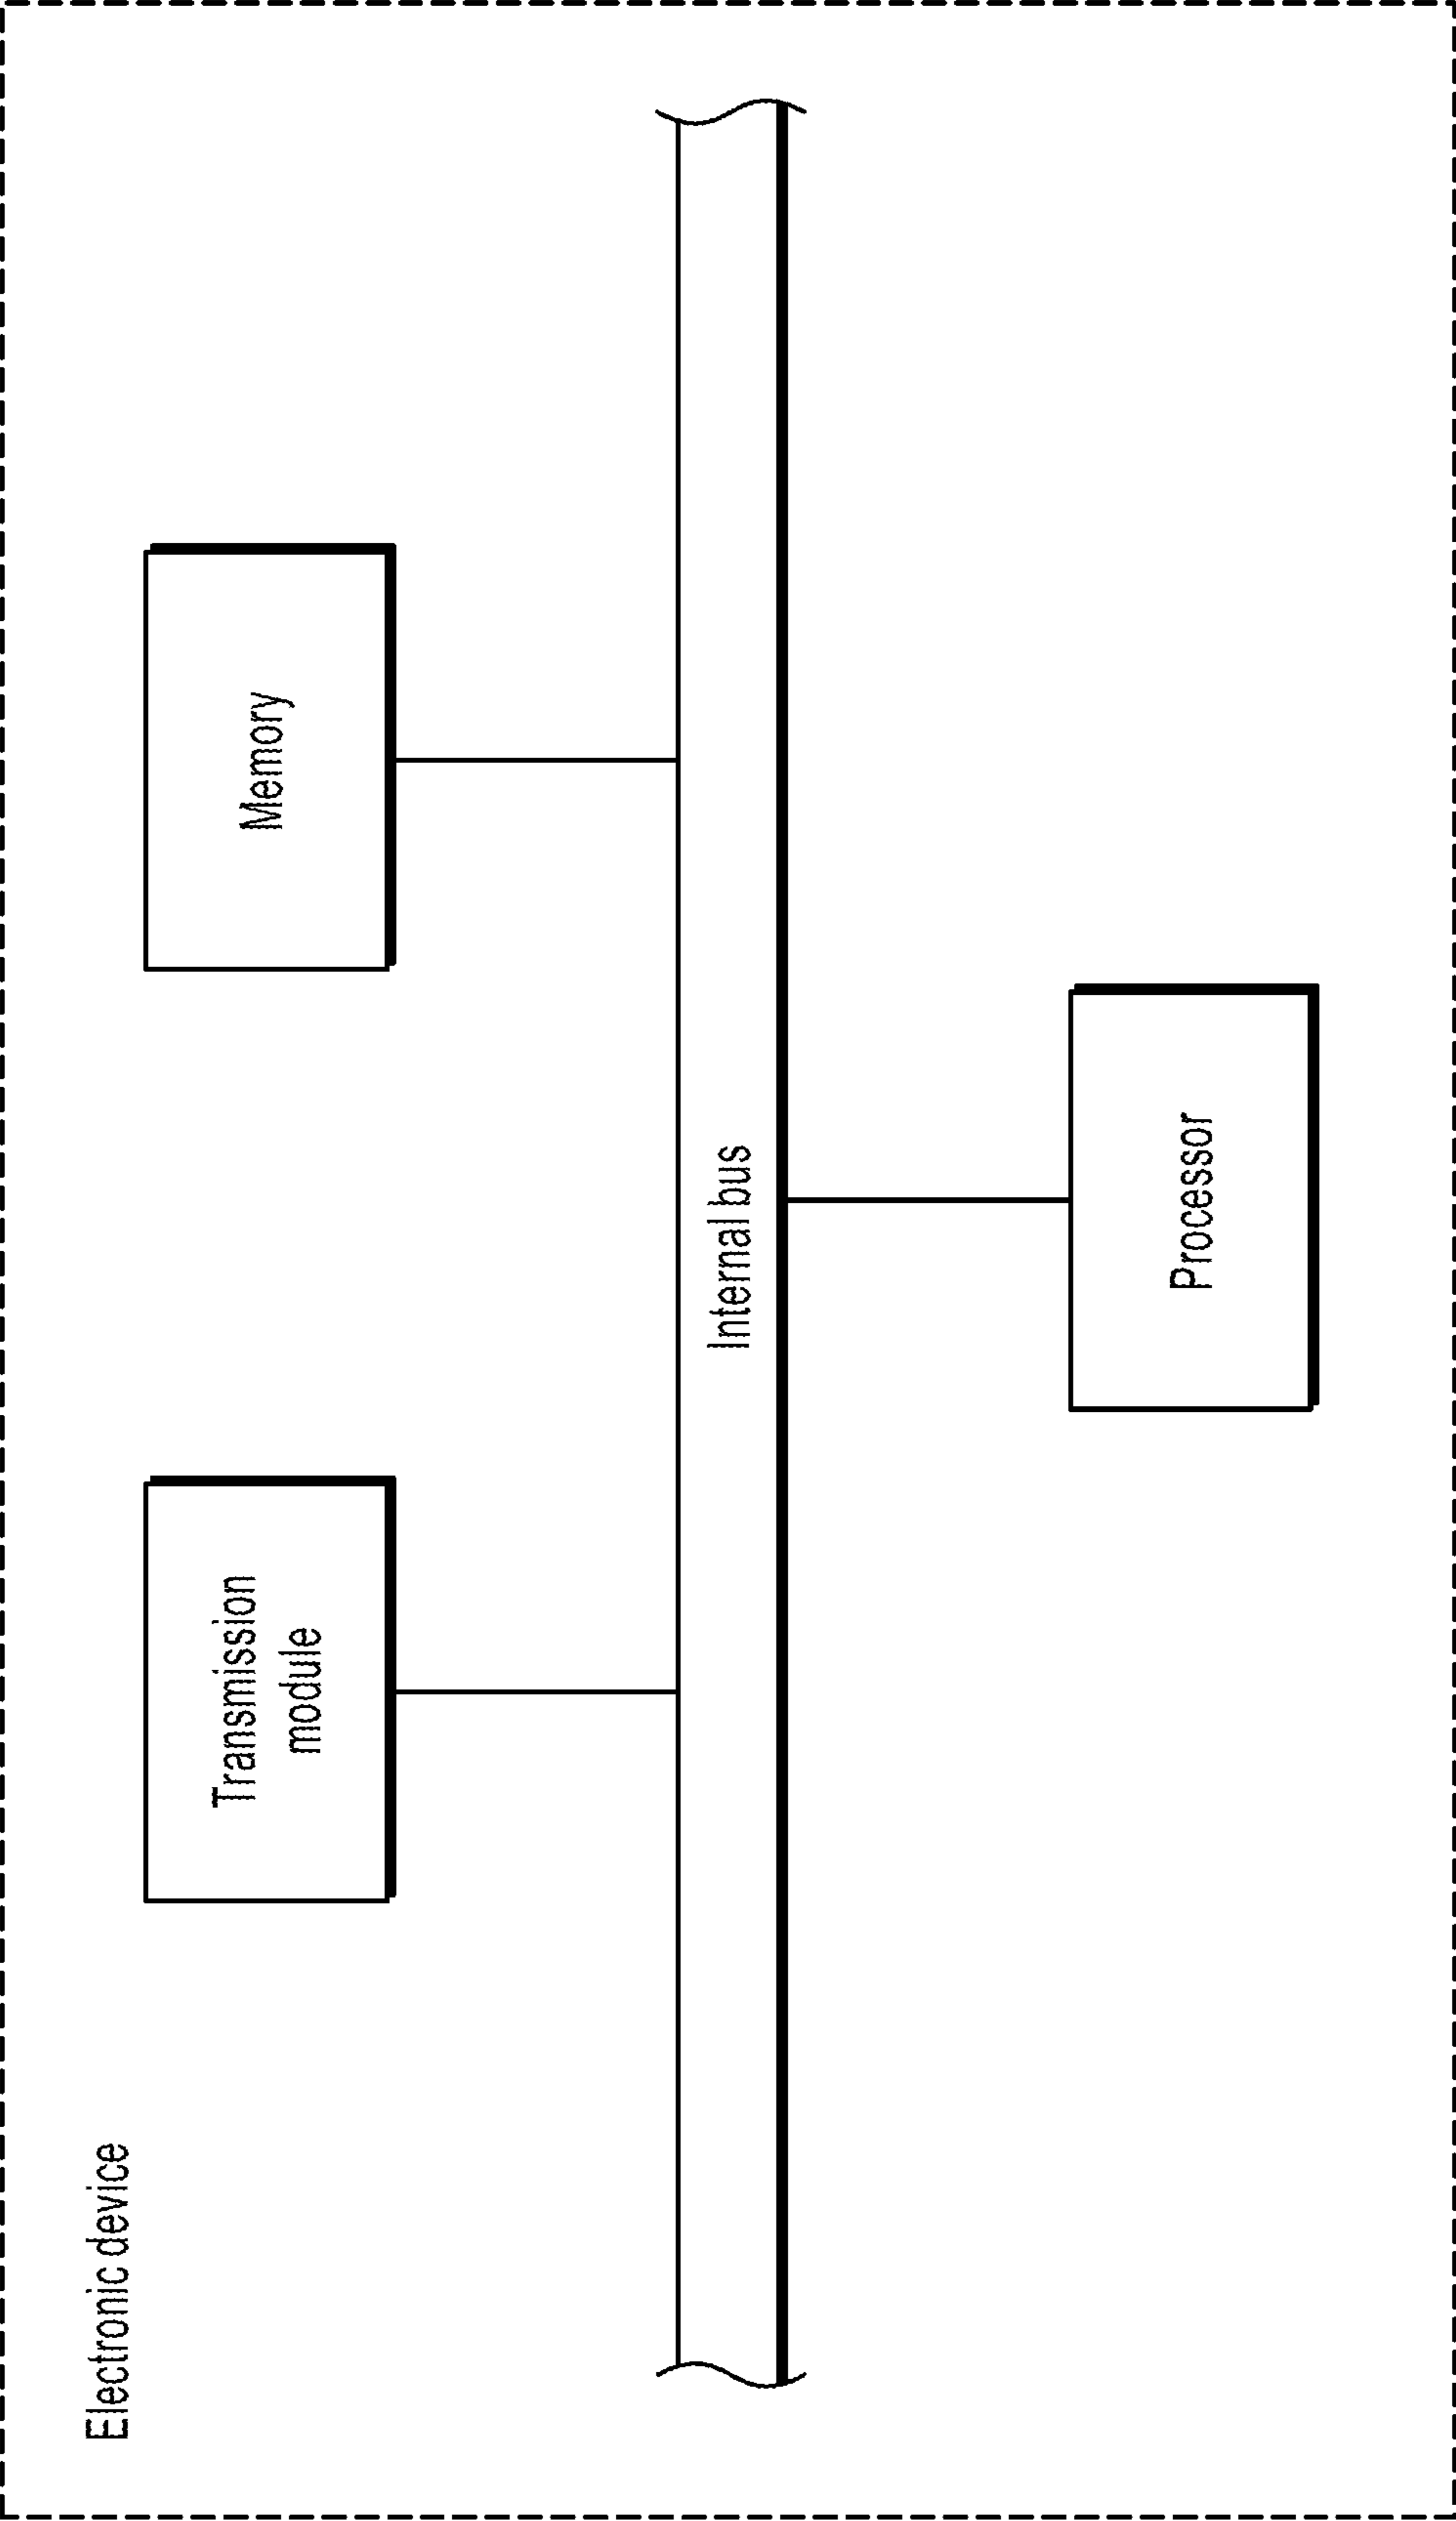 Electronic device
Transmission
module
Memory
Internal bus
Processor